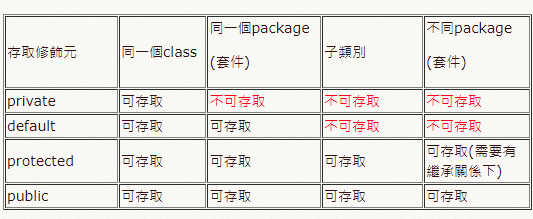 存取修飾元 同一個class 同一個package (套件) 子類別 不同package (套件)
private 可存取 不可存取 不可存取 不可存取
default 可存取 可存取 不可存取 不可存取
protected 可存取 可存取 可存取 可存取(需要有繼承關係下)
public 可存取 可存取 可存取 可存取